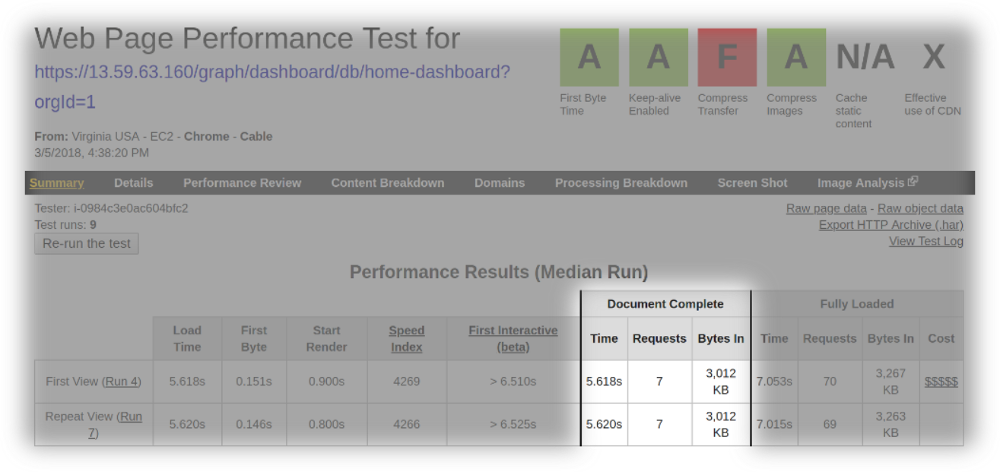 Web Page Performance Test for
https://13.59.63.160/graph/dashboard/db/home-dashboard?
orgId=1
From: Virginia USA - EC2 - Chrome - Cable
3/5/2018, 4:38:20 PM
A A F A N/A X
First Byte Time
Keep-alive Enabled
Compress Transfer
Compress Images
Cache static content
Effective use of CDN
Summary Details Performance Review Content Breakdown Domains Processing Breakdown Screen Shot Image Analysis
Tester: i-0984c3e0ac604bfc2
Test runs: 9
Re-run the test
Raw page data - Raw object data
Export HTTP Archive (.har)
View Test Log
Performance Results (Median Run)
Document Complete Fully Loaded
Load Time First Byte Start Render Speed Index First Interactive (beta) Time Requests Bytes In Time Requests Bytes In Cost
First View (Run 4) 5.618s 0.151s 0.900s 4269 > 6.510s 5.618s 7 3,012 KB 7.053s 70 3,267 KB $$$$$
Repeat View (Run 7) 5.620s 0.146s 0.800s 4266 > 6.525s 5.620s 7 3,012 KB 7.015s 69 3,263 KB